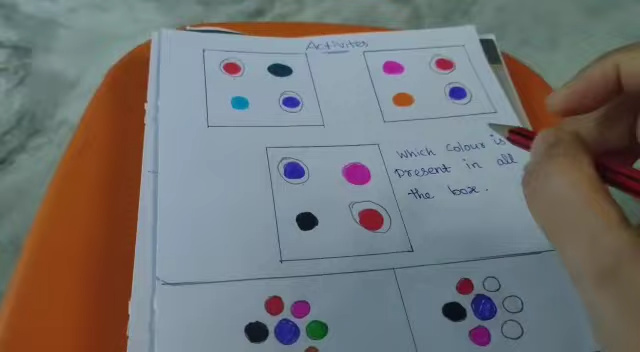 Activites
Which Colour is
Present in all
the box.